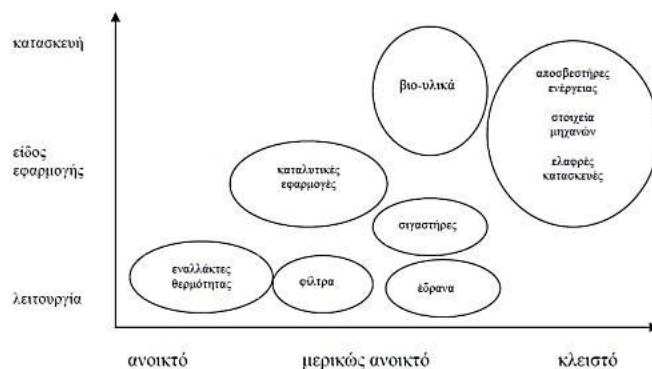 κατασκευή
βιο-υλικά
αποσβεστήρες
ενέργειας
στοιχεία
μηχανών
ελαφρές
κατασκευές
είδος
εφαρμογής
καταλυτικές
εφαρμογές
σιγαστήρες
εναλλάκτες
θερμότητας
φίλτρα
έδρανα
λειτουργία
ανοικτό
μερικώς ανοικτό
κλειστό